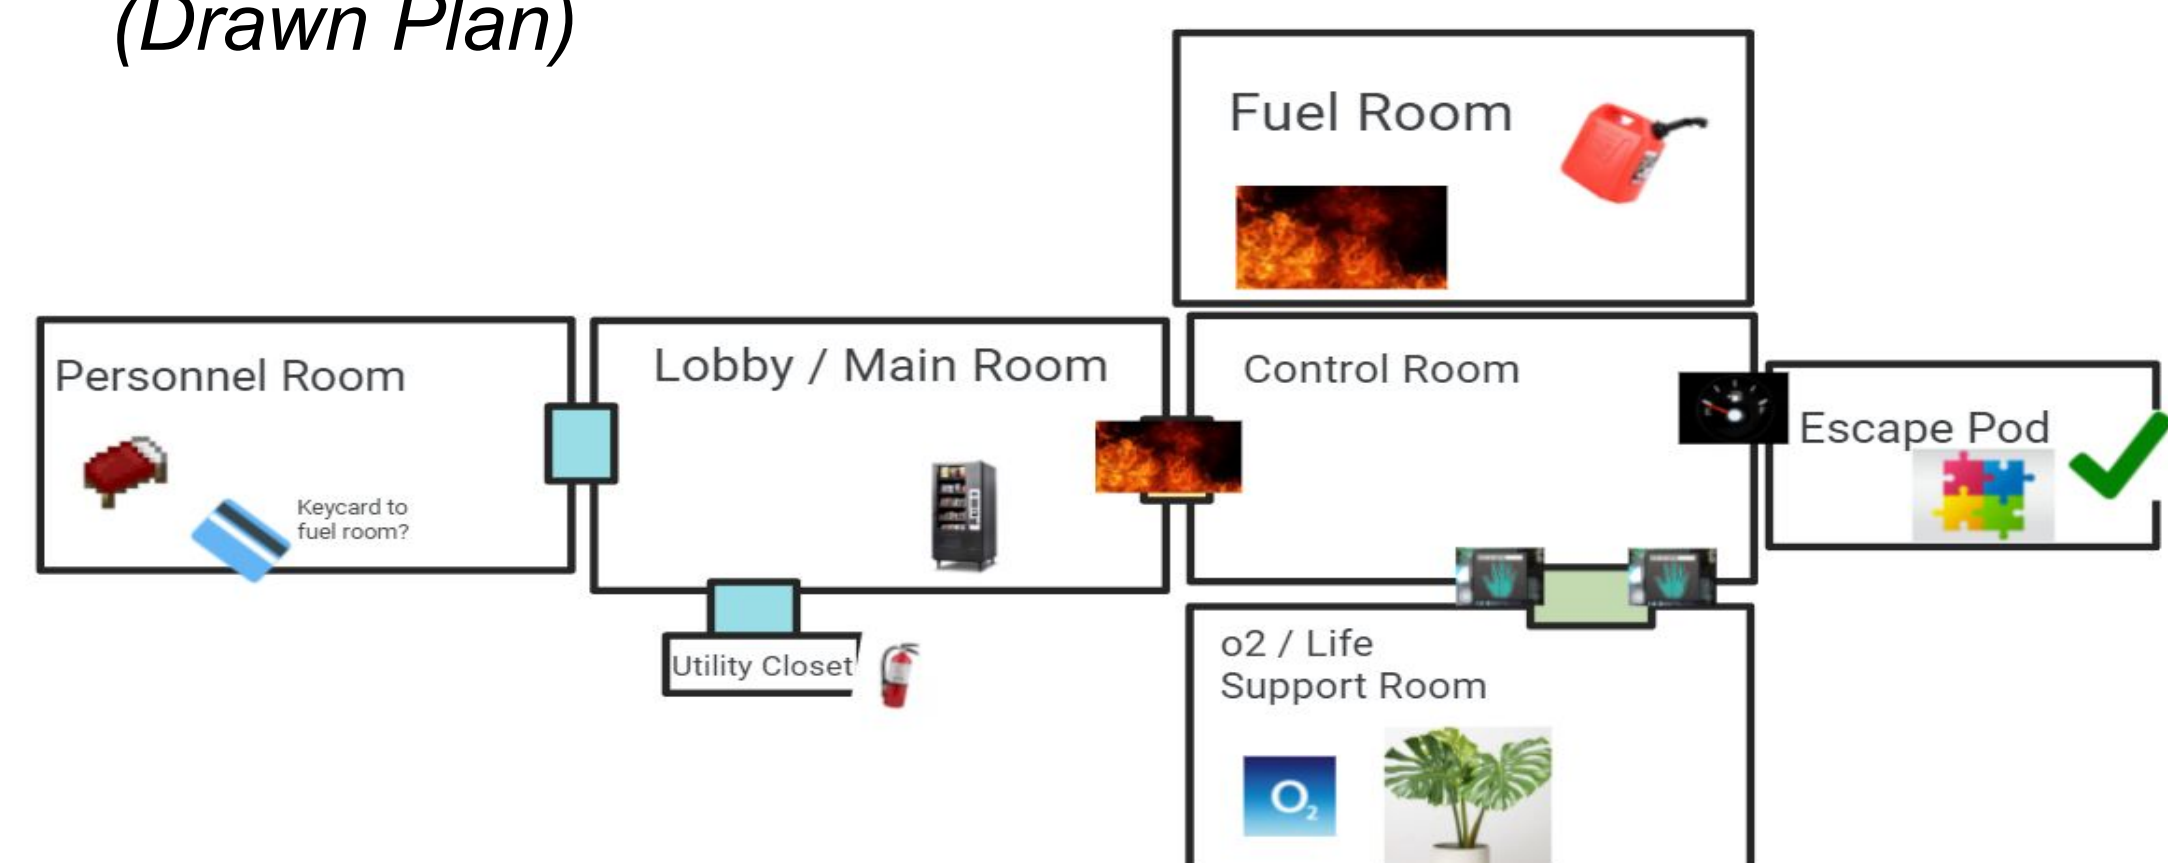 (Drawn Plan)
Fuel Room
Personnel Room
Keycard to
fuel room?
Lobby / Main Room
Control Room
Escape Pod
Utility Closet
o2 / Life
Support Room
O2